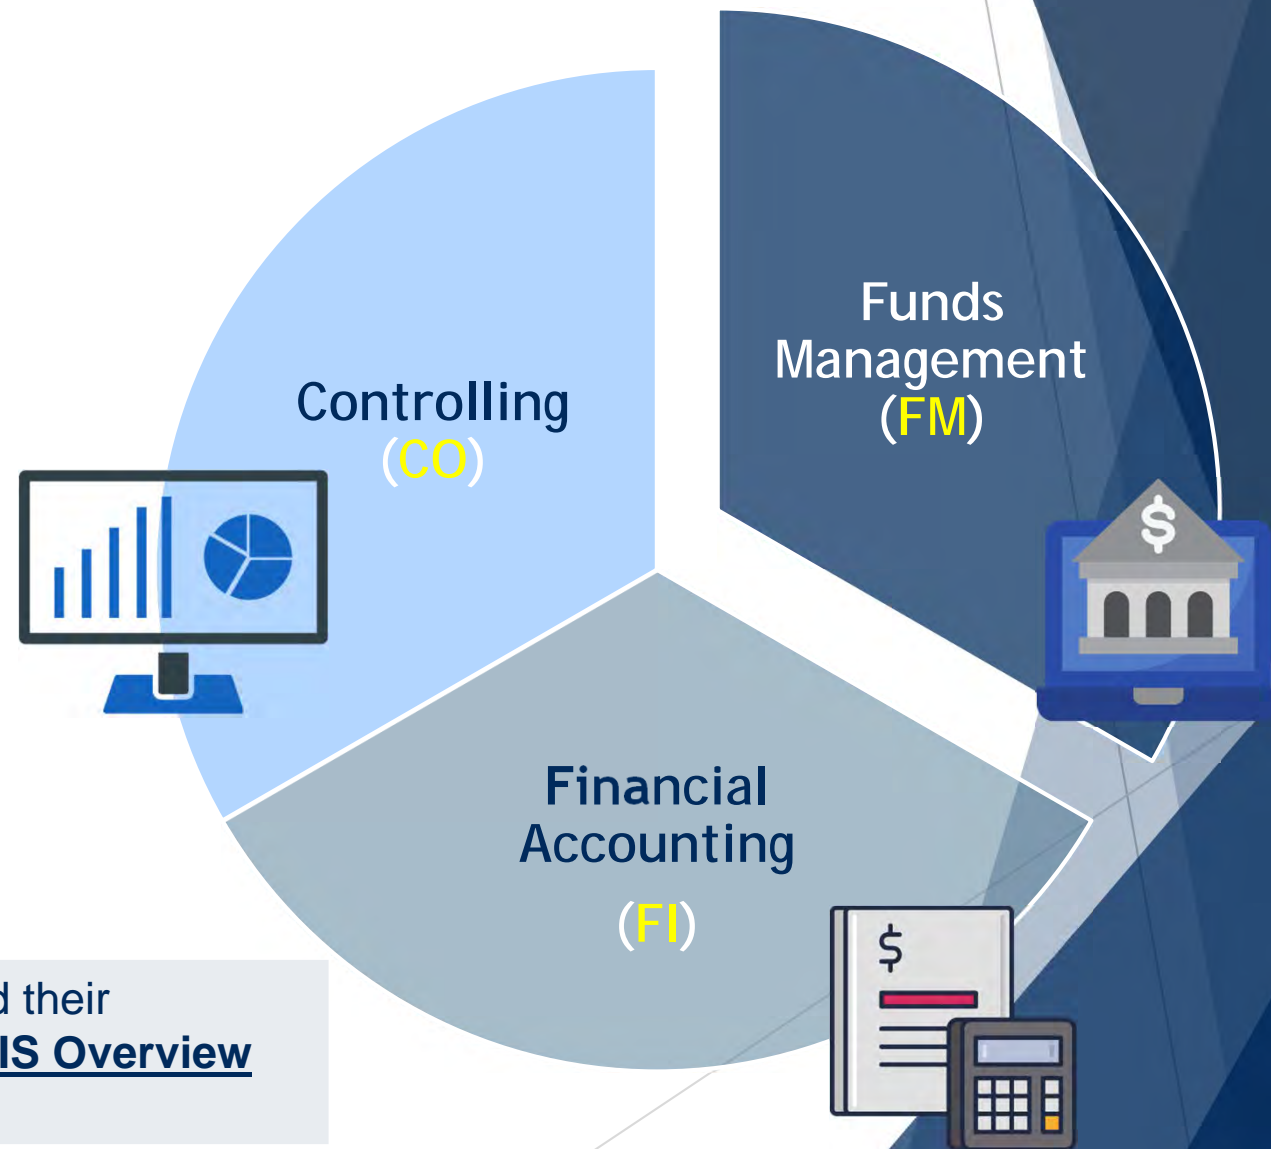 Funds
Management
(FM)
Controlling
(CO)
$
Financial
Accounting
(FI)
$
their
IS Overview